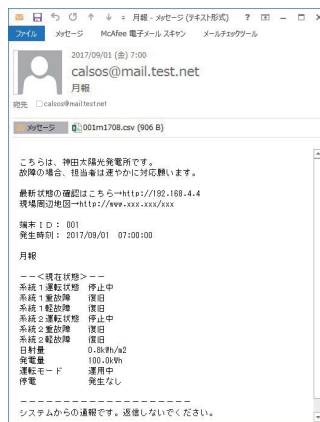 月報 - メッセージ (テキスト形式)
ファイル メッセージ McAfee 電子メール スキャン メールチェックツール
2017/09/01 (金) 7:00
calsos@mail.test.net
月報
宛先 calsos@mail.test.net
メッセージ 001m1708.csv (906 B)
こちらは、神田太陽光発電所です。
故障の場合、担当者は速やかに対応願います。
最新状態の確認はこちら→http://192.168.4.4
現場周辺地図→http://www.xxx.xxx/xxx
端末ID: 001
発生時刻: 2017/09/01 07:00:00
月報
--<現在状態>--
系統1運転状態 停止中
系統1重故障 復旧
系統1軽故障 復旧
系統2運転状態 停止中
系統2重故障 復旧
系統2軽故障 復旧
日射量 0.8kWh/m2
発電量 100.0kWh
運転モード 運用中
停電 発生なし
--------------------
システムからの通報です。返信しないでください。